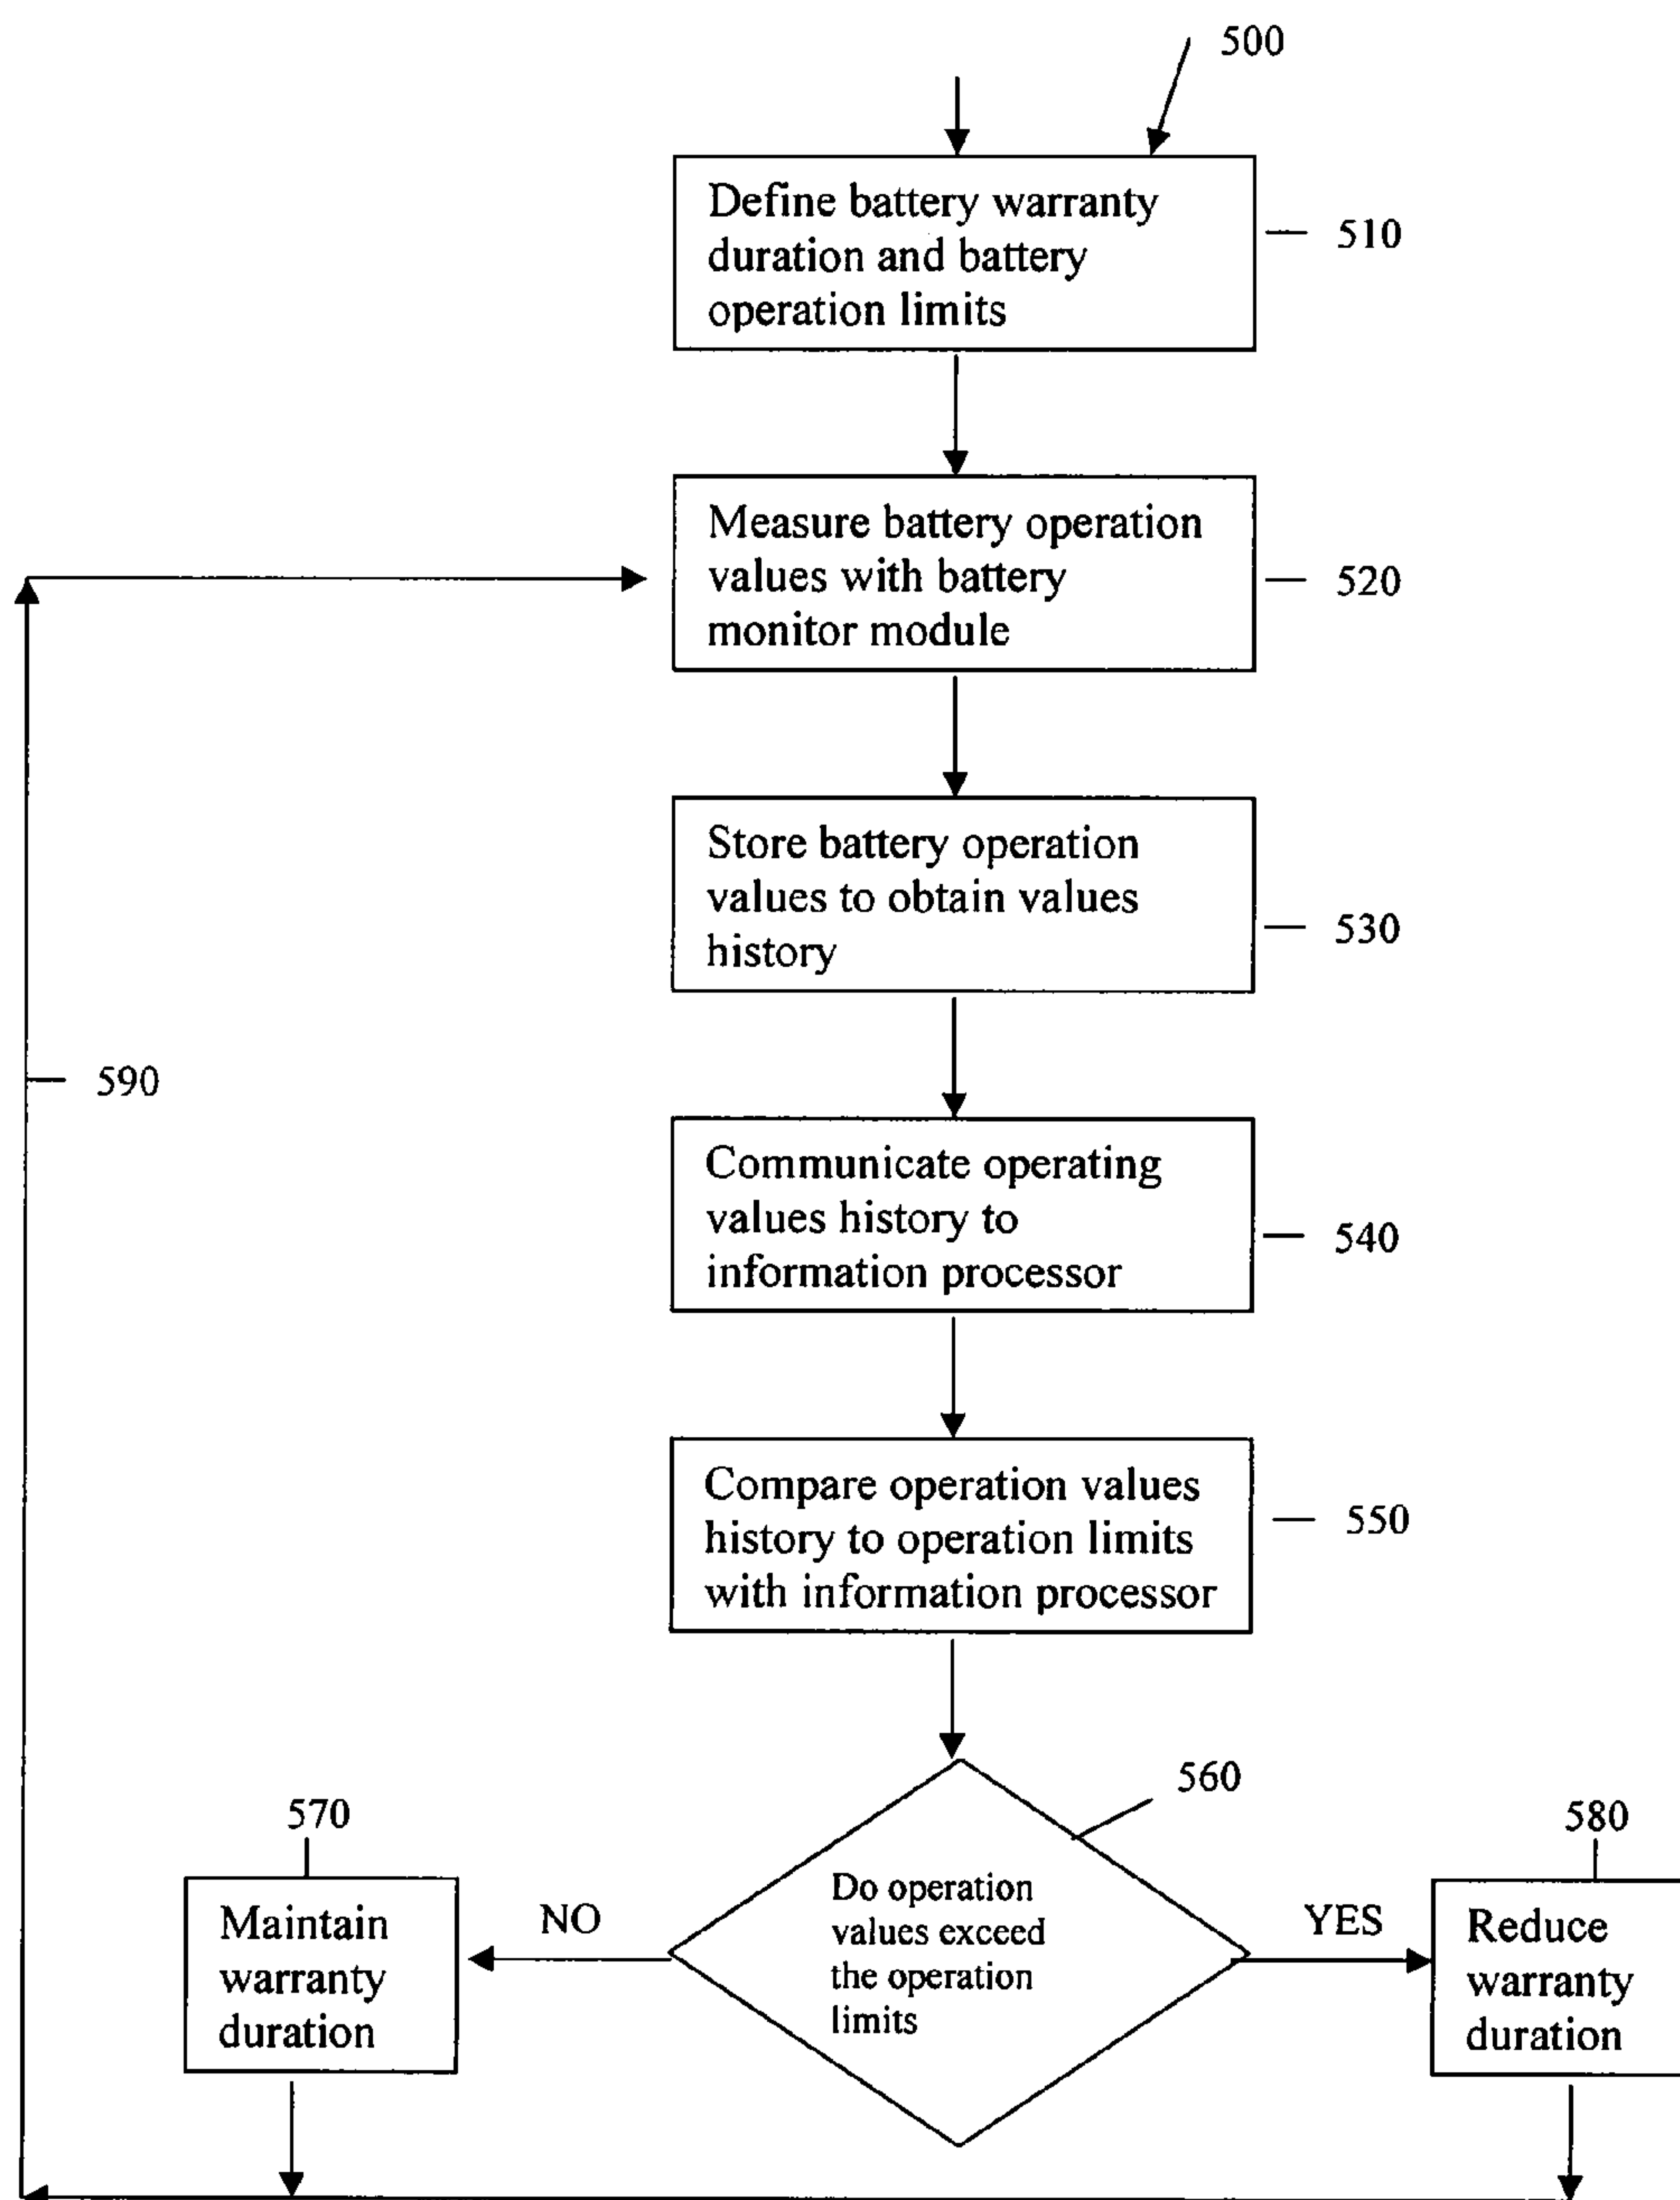 500
Define battery warranty
duration and battery
operation limits
510
Measure battery operation
values with battery
monitor module
520
Store battery operation
values to obtain values
history
530
590
Communicate operating
values history to
information processor
540
Compare operation values
history to operation limits
with information processor
550
560
570
580
Do operation
values exceed
the operation
limits
NO
YES
Maintain
warranty
duration
Reduce
warranty
duration